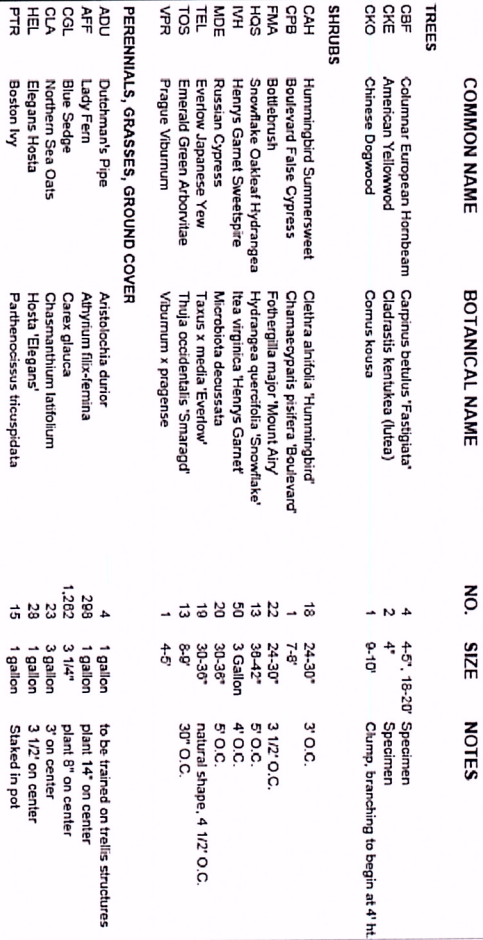 COMMON NAME BOTANICAL NAME NO. SIZE NOTES
TREES
CBF Columnar European Hornbeam Carpinus betulus 'Fastigiata' 4 4-5", 18-20' Specimen
CKE American Yellowwod Cladrastis kentukea (lutea) 2 4" Specimen
CKO Chinese Dogwood Cornus kousa 1 9-10' Clump, branching to begin at 4' ht.
SHRUBS
CAH Hummingbird Summersweet Clethra alnifolia 'Hummingbird' 18 24-30" 3' O.C.
CPB Boulevard False Cypress Chamaecyparis pisifera 'Boulevard' 1 7-8'
FMA Bottlebrush Fothergilla major 'Mount Airy' 22 24-30" 3 1/2' O.C.
HQS Snowflake Oakleaf Hydrangea Hydrangea quercifolia 'Snowflake' 13 36-42" 5' O.C.
IVH Henrys Garnet Sweetspire Itea virginica 'Henrys Garnet' 50 3 Gallon 4' O.C.
MDE Russian Cypress Microbiota decussata 20 30-36" 5' O.C.
TEL Everlow Japanese Yew Taxus x media 'Everlow' 19 30-36" natural shape, 4 1/2' O.C.
TOS Emerald Green Arborvitae Thuja occidentalis 'Smaragd' 13 8-9' 30" O.C.
VPR Prague Viburnum Viburnum x pragense 1 4-5'
PERENNIALS, GRASSES, GROUND COVER
ADU Dutchman's Pipe Aristolochia durior 4 1 gallon to be trained on trellis structures
AFF Lady Fern Athyrium filix-femina 298 1 gallon plant 14" on center
CGL Blue Sedge Carex glauca 1,262 3 1/4" plant 8" on center
CLA Northern Sea Oats Chasmanthium latifolium 23 3 gallon 3' on center
HEL Elegans Hosta Hosta 'Elegans' 28 1 gallon 3 1/2' on center
PTR Boston Ivy Parthenocissus tricuspidata 15 1 gallon Staked in pot